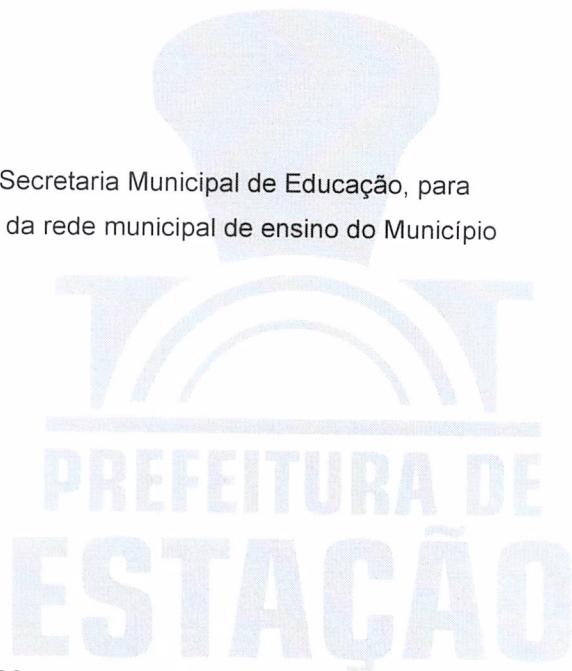 Secretaria Municipal de Educação, para
da rede municipal de ensino do Município
PREFEITURA DE
ESTAÇÃO